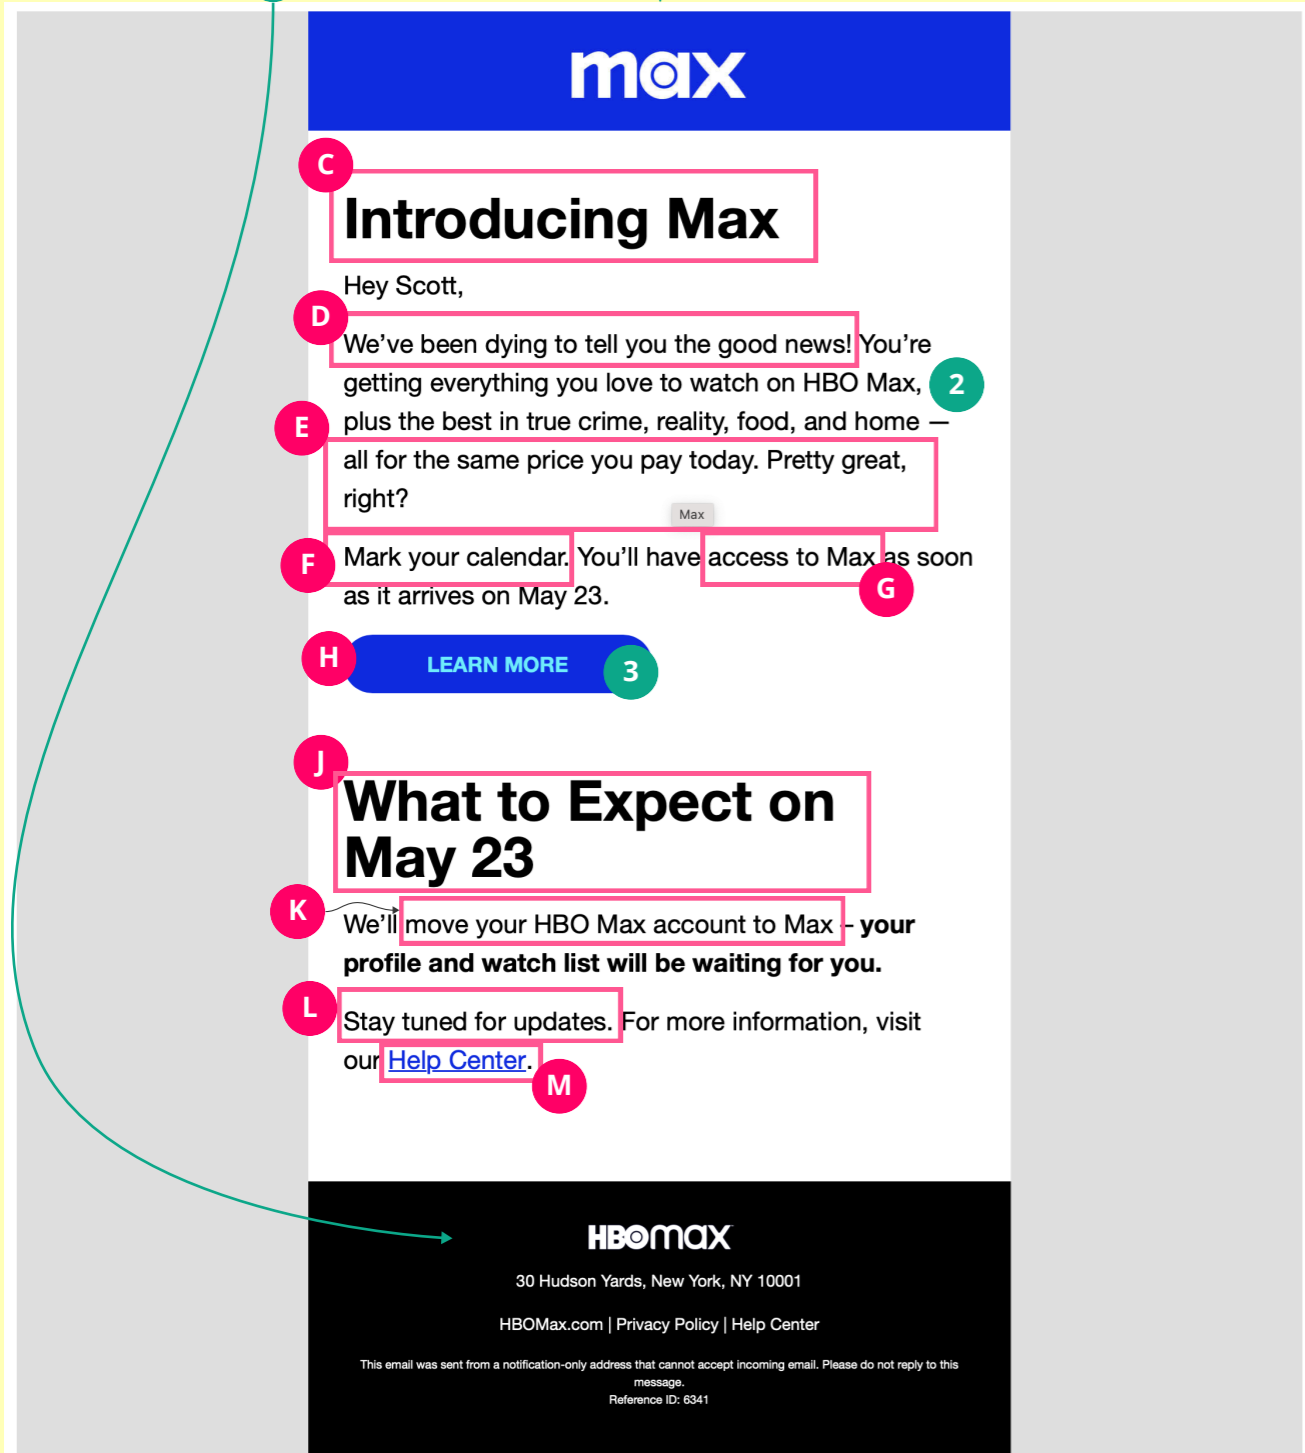 max
C
Introducing Max
Hey Scott,
D
We've been dying to tell you the good news! You're
getting everything you love to watch on HBO Max,
2
plus the best in true crime, reality, food, and home —
E
all for the same price you pay today. Pretty great,
right?
Max
F
Mark your calendar. You'll have access to Max as soon
G
as it arrives on May 23.
H
LEARN MORE
3
J
What to Expect on
May 23
K
We'll move your HBO Max account to Max – your
profile and watch list will be waiting for you.
L
Stay tuned for updates. For more information, visit
our Help Center.
M
HBOmax
30 Hudson Yards, New York, NY 10001
HBOMax.com | Privacy Policy | Help Center
This email was sent from a notification-only address that cannot accept incoming email. Please do not reply to this
message.
Reference ID: 6341